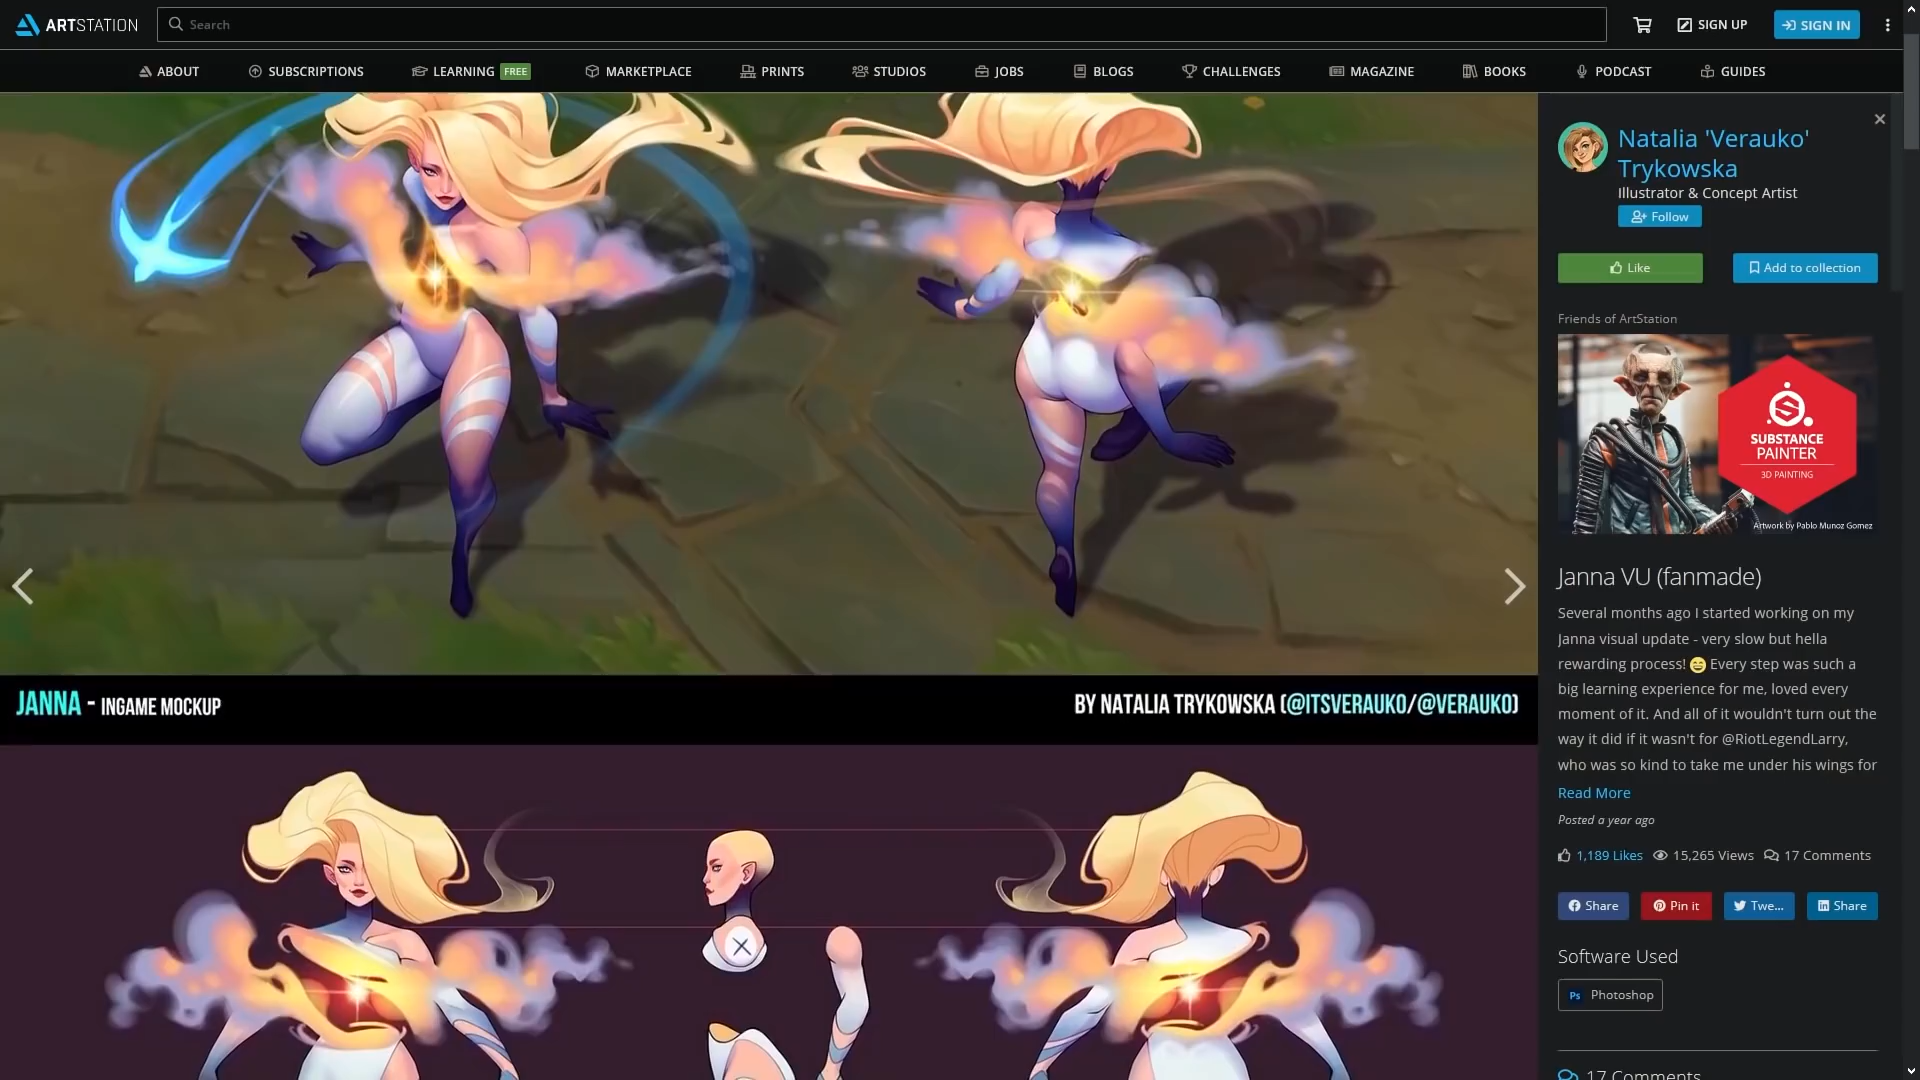 ARTSTATION
Search
SIGN UP
SIGN IN
ABOUT
SUBSCRIPTIONS
LEARNING FREE
MARKETPLACE
PRINTS
STUDIOS
JOBS
BLOGS
CHALLENGES
MAGAZINE
BOOKS
PODCAST
GUIDES
JANNA - INGAME MOCKUP
BY NATALIA TRYKOWSKA (@ITSVERAUKO/@VERAUKO)
Natalia 'Verauko'
Trykowska
Illustrator & Concept Artist
Follow
Like
Add to collection
Friends of ArtStation
SUBSTANCE
PAINTER
3D PAINTING
Artwork by Pablo Munoz Gomez
Janna VU (fanmade)
Several months ago I started working on my
Janna visual update - very slow but hella
rewarding process! 😄 Every step was such a
big learning experience for me, loved every
moment of it. And all of it wouldn't turn out the
way it did if it wasn't for @RiotLegendLarry,
who was so kind to take me under his wings for
Read More
Posted a year ago
1,189 Likes
15,265 Views
17 Comments
Share
Pin it
Twe...
Share
Software Used
Ps Photoshop
17 Comments